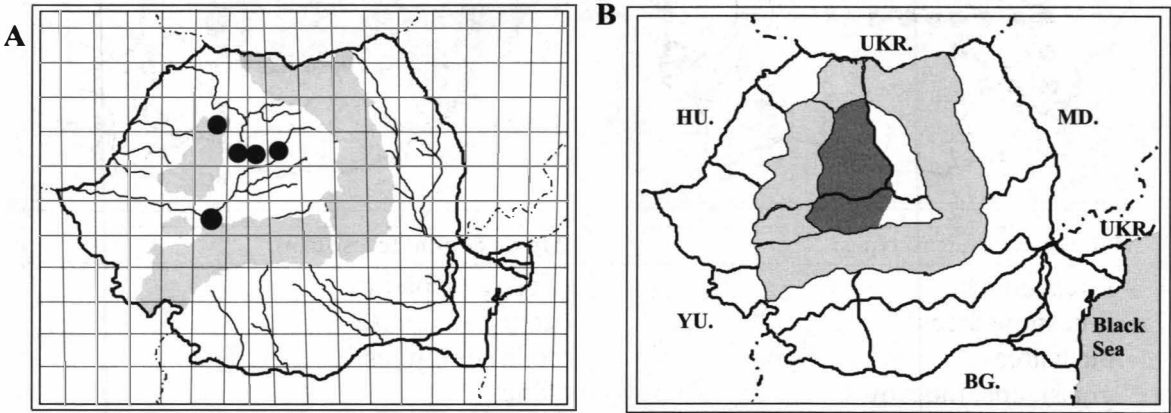 A
B
UKR.
HU.
MD.
UKR.
YU.
Black
Sea
BG.